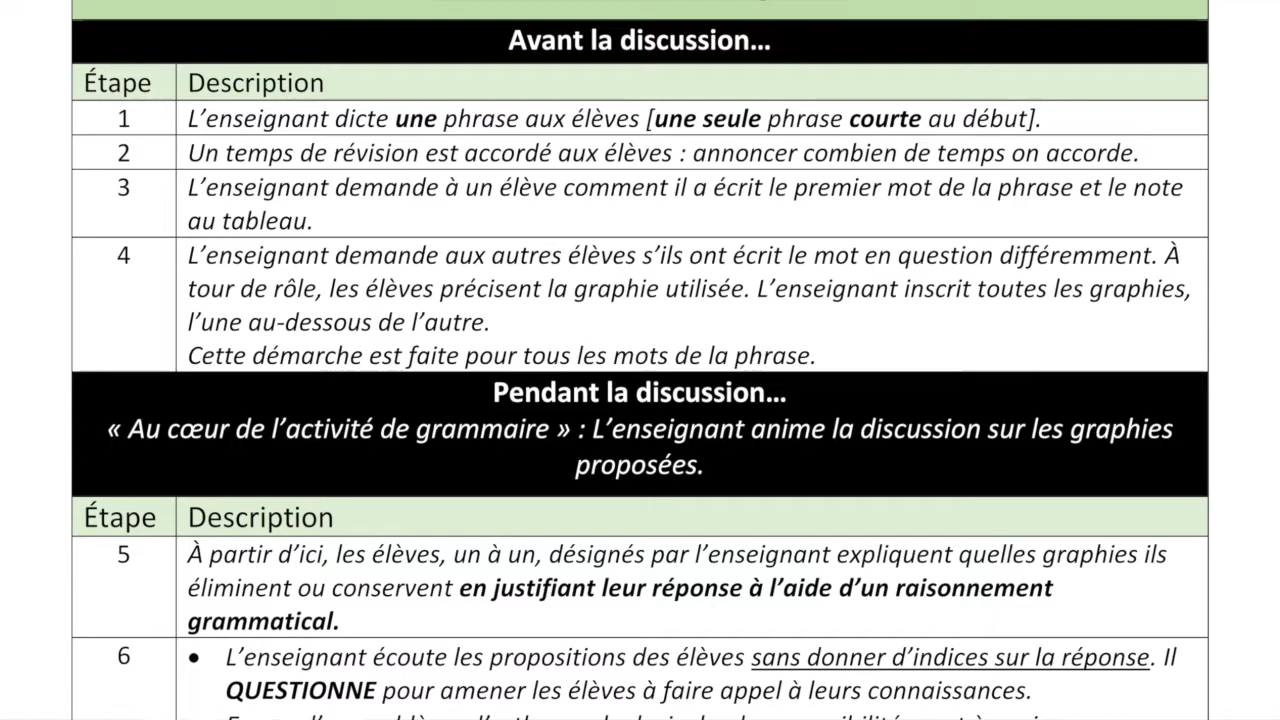 Avant la discussion…
Étape Description
1 L’enseignant dicte une phrase aux élèves [une seule phrase courte au début].
2 Un temps de révision est accordé aux élèves : annoncer combien de temps on accorde.
3 L’enseignant demande à un élève comment il a écrit le premier mot de la phrase et le note
au tableau.
4 L’enseignant demande aux autres élèves s’ils ont écrit le mot en question différemment. À
tour de rôle, les élèves précisent la graphie utilisée. L’enseignant inscrit toutes les graphies,
l’une au-dessous de l’autre.
Cette démarche est faite pour tous les mots de la phrase.
Pendant la discussion…
« Au cœur de l’activité de grammaire » : L’enseignant anime la discussion sur les graphies
proposées.
Étape Description
5 À partir d’ici, les élèves, un à un, désignés par l’enseignant expliquent quelles graphies ils
éliminent ou conservent en justifiant leur réponse à l’aide d’un raisonnement
grammatical.
6 • L’enseignant écoute les propositions des élèves sans donner d’indices sur la réponse. Il
QUESTIONNE pour amener les élèves à faire appel à leurs connaissances.